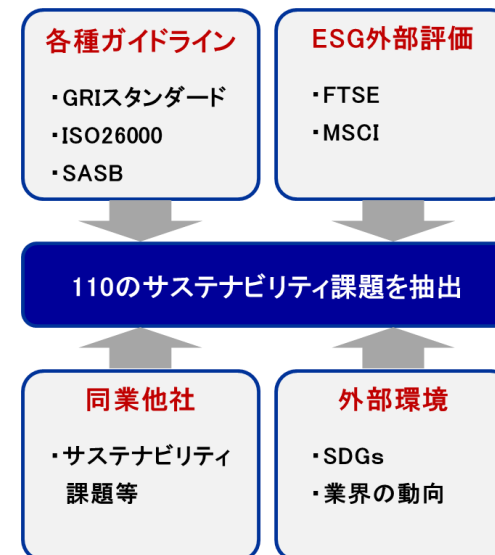 各種ガイドライン
・GRIスタンダード
・ISO26000
・SASB
ESG外部評価
・FTSE
・MSCI
110のサステナビリティ課題を抽出
同業他社
・サステナビリティ
課題等
外部環境
・SDGs
・業界の動向